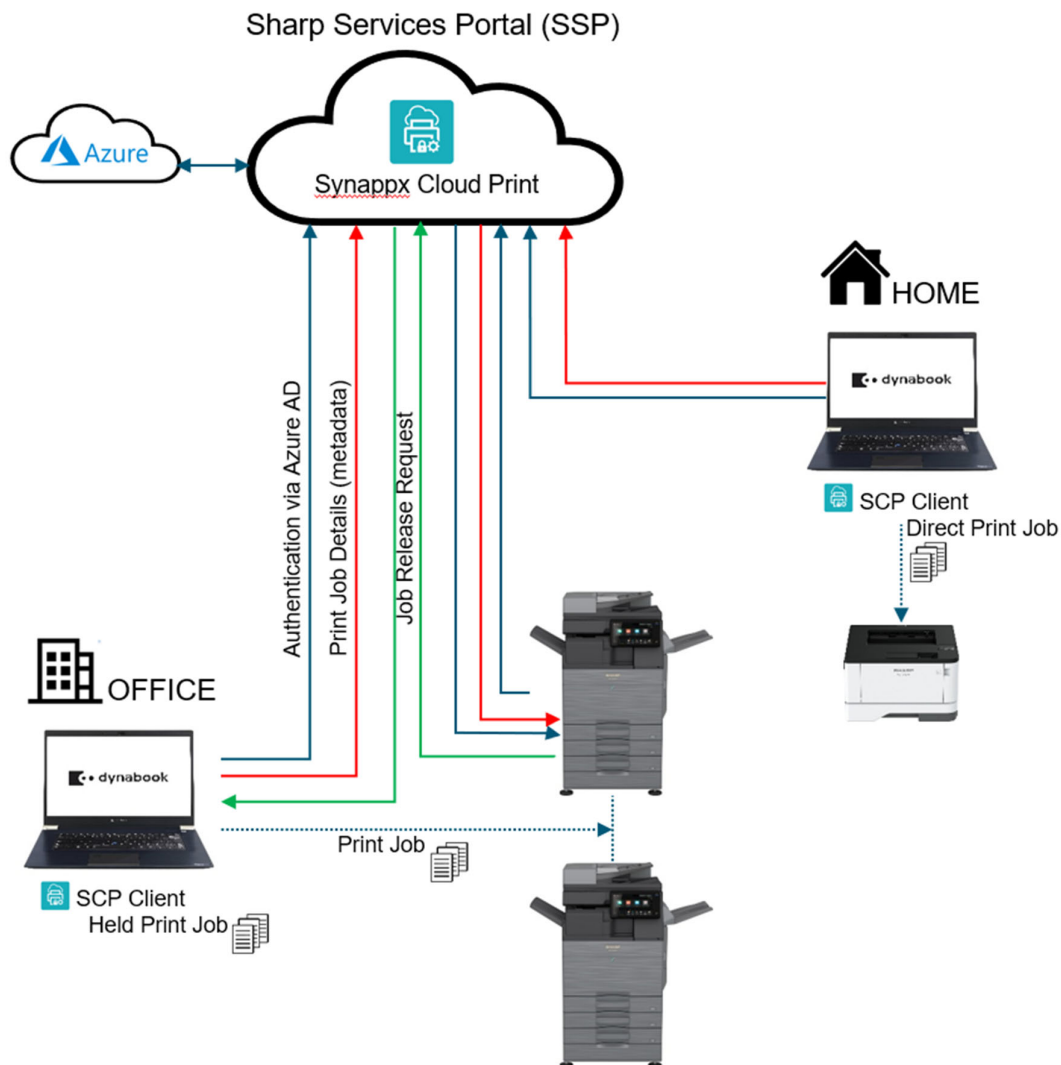 Sharp Services Portal (SSP)
Azure
Synappx Cloud Print
HOME
dynabook
SCP Client
Direct Print Job
Authentication via Azure AD
Print Job Details (metadata)
Job Release Request
OFFICE
dynabook
Print Job
SCP Client
Held Print Job